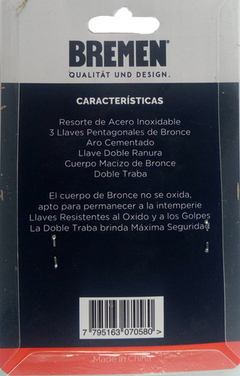 BREMEN
QUALITÄT UND DESIGN.
CARACTERÍSTICAS
Resorte de Acero Inoxidable
3 Llaves Pentagonales de Bronce
Aro Cementado
Llave Doble Ranura
Cuerpo Macizo de Bronce
Doble Traba
El cuerpo de Bronce no se oxida,
apto para permanecer a la intemperie
Llaves Resistentes al Oxido y a los Golpes
La Doble Traba brinda Máxima Seguridad
7 795163 070580 >
Made in China